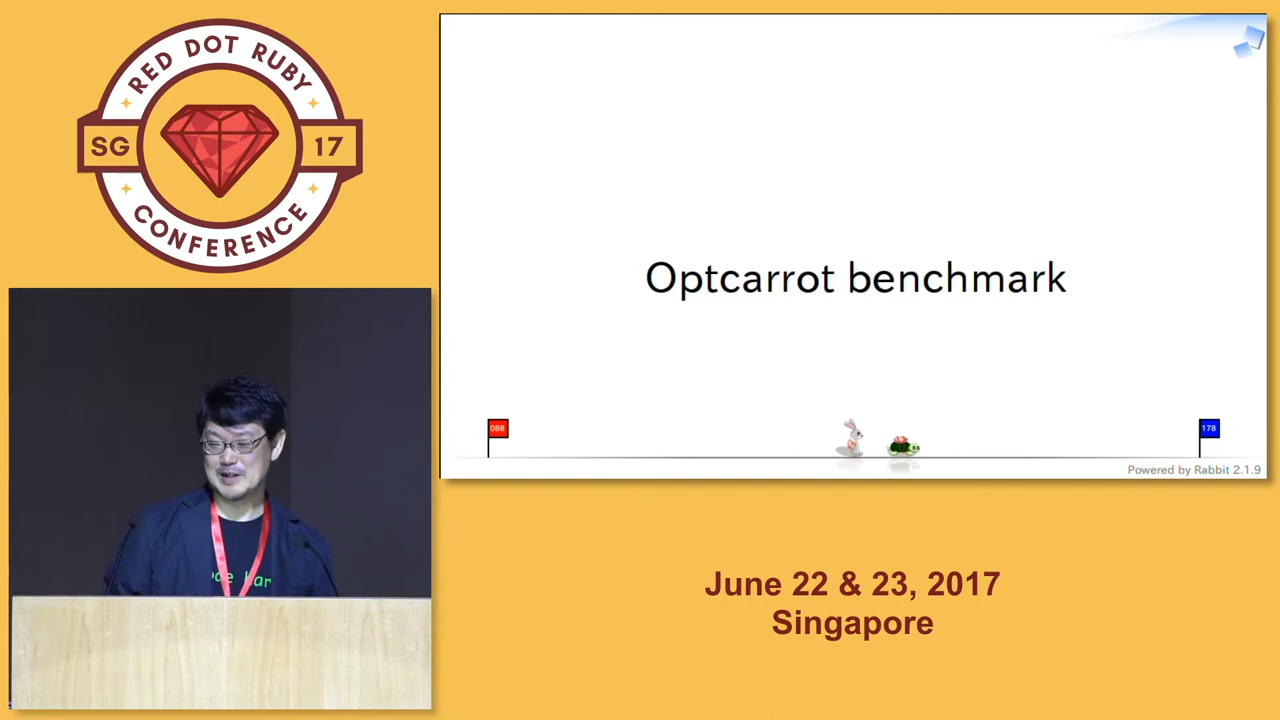 RED DOT RUBY
SG
17
CONFERENCE
Optcarrot benchmark
088
178
Powered by Rabbit 2.1.9
June 22 & 23, 2017
Singapore